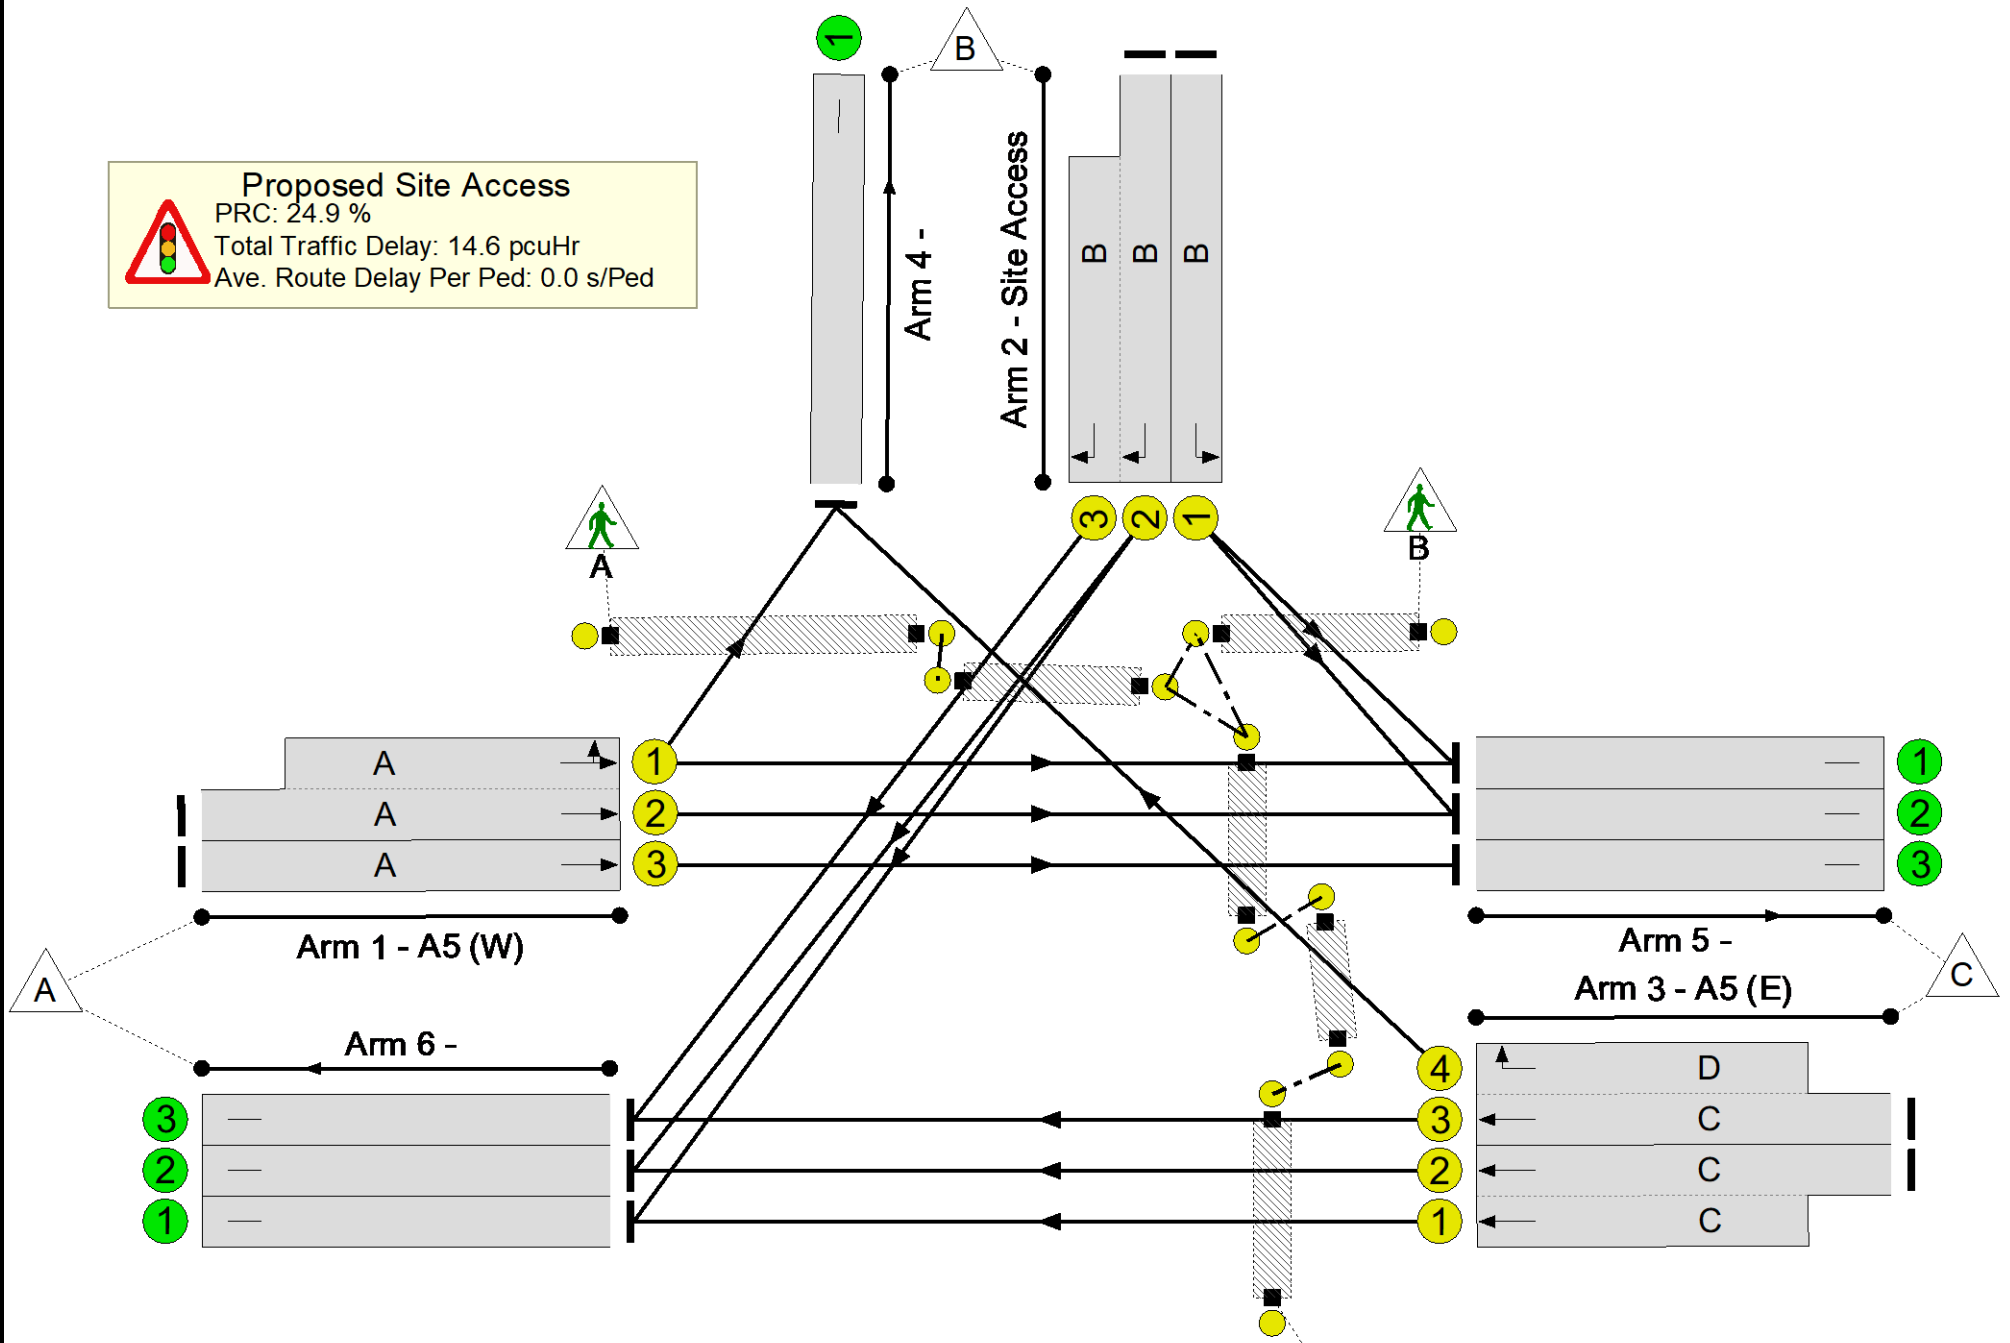 1
B
Proposed Site Access
PRC: 24.9 %
Total Traffic Delay: 14.6 pcuHr
Ave. Route Delay Per Ped: 0.0 s/Ped
Arm 4 -
Arm 2 - Site Access
B
B
B
3
2
1
A
B
A
1
A
2
A
3
1
2
3
Arm 1 - A5 (W)
Arm 5 -
A
C
Arm 3 - A5 (E)
Arm 6 -
4
D
3
3
C
2
2
C
1
1
C